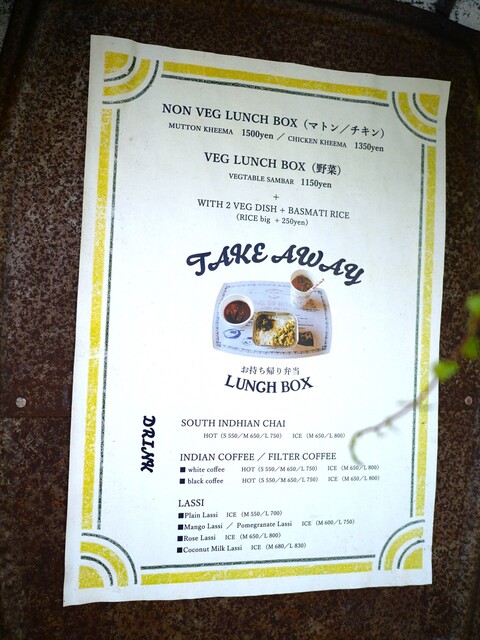 NON VEG LUNCH BOX（マトン／チキン）
MUTTON KHEEMA 1500yen ／ CHICKEN KHEEMA 1350yen
VEG LUNCH BOX（野菜）
VEGTABLE SAMBAR 1150yen
+
WITH 2 VEG DISH + BASMATI RICE
（RICE big + 250yen）
TAKE AWAY
お持ち帰り弁当
LUNCH BOX
DRINK
SOUTH INDHIAN CHAI
HOT（S 550／M 650／L 750） ICE（M 650／L 800）
INDIAN COFFEE ／ FILTER COFFEE
■ white coffee HOT（S 550／M 650／L 750） ICE（M 650／L 800）
■ black coffee HOT（S 550／M 650／L 750） ICE（M 650／L 800）
LASSI
■Plain Lassi ICE（M 550／L 700）
■Mango Lassi ／ Pomegranate Lassi ICE（M 600／L 750）
■Rose Lassi ICE（M 650／L 800）
■Coconut Milk Lassi ICE（M 680／L 830）